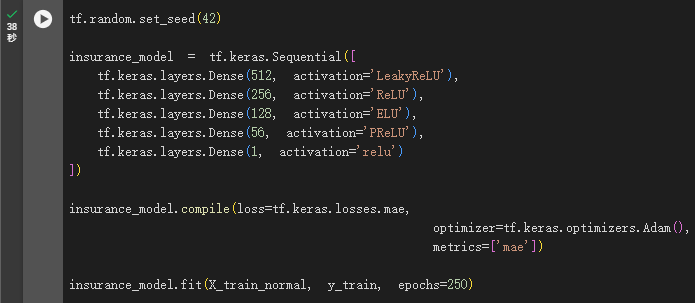 38
秒
tf.random.set_seed(42)
insurance_model = tf.keras.Sequential([
tf.keras.layers.Dense(512, activation='LeakyReLU'),
tf.keras.layers.Dense(256, activation='ReLU'),
tf.keras.layers.Dense(128, activation='ELU'),
tf.keras.layers.Dense(56, activation='PReLU'),
tf.keras.layers.Dense(1, activation='relu')
])
insurance_model.compile(loss=tf.keras.losses.mae,
optimizer=tf.keras.optimizers.Adam(),
metrics=['mae'])
insurance_model.fit(X_train_normal, y_train, epochs=250)